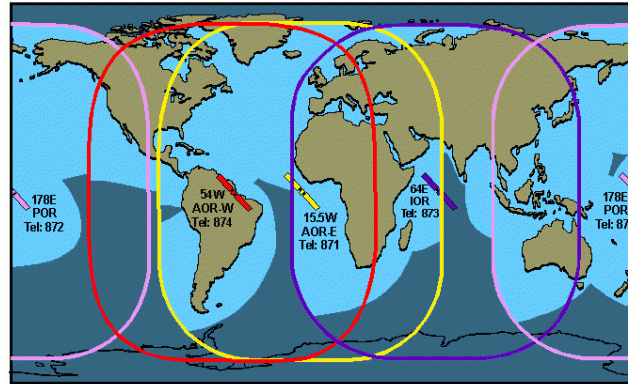 178E
POR
Tel: 872
54W
AOR-W
Tel: 874
15.5W
AOR-E
Tel: 871
64E
IOR
Tel: 873
178E
POR
Tel: 87